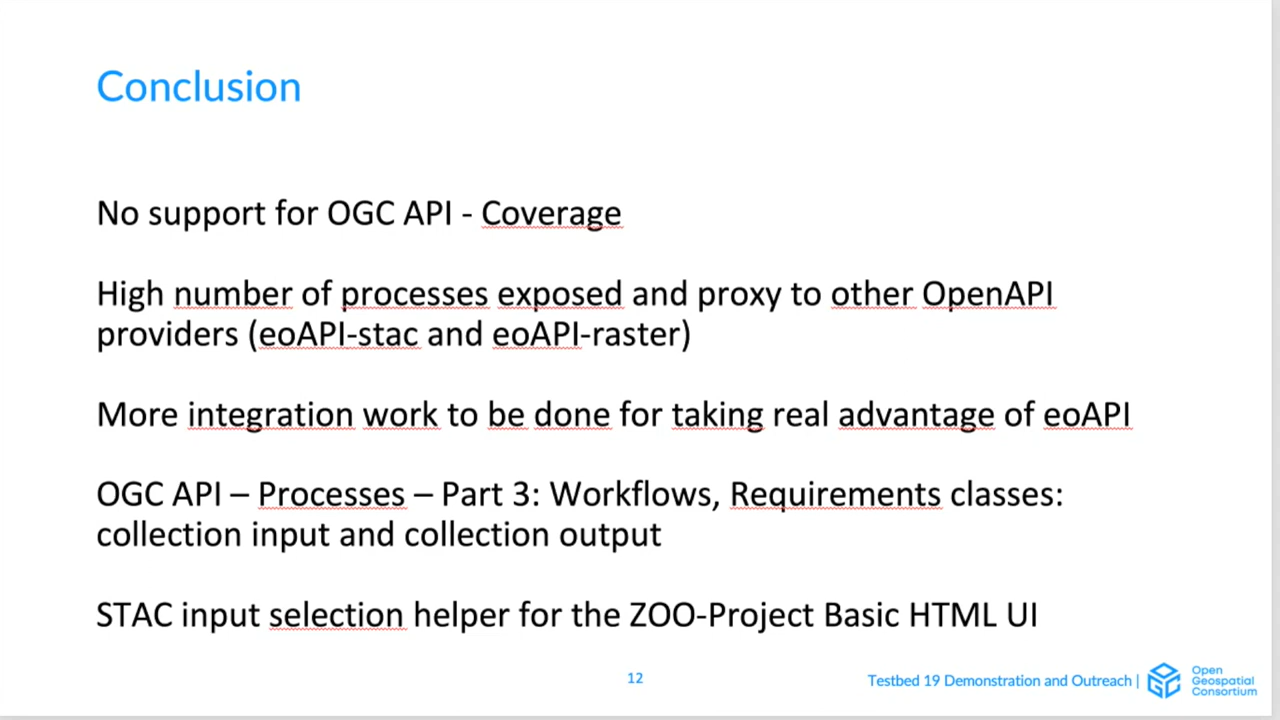 Conclusion
No support for OGC API - Coverage
High number of processes exposed and proxy to other OpenAPI
providers (eoAPI-stac and eoAPI-raster)
More integration work to be done for taking real advantage of eoAPI
OGC API – Processes – Part 3: Workflows, Requirements classes:
collection input and collection output
STAC input selection helper for the ZOO-Project Basic HTML UI
12
Testbed 19 Demonstration and Outreach |
Open
Geospatial
Consortium